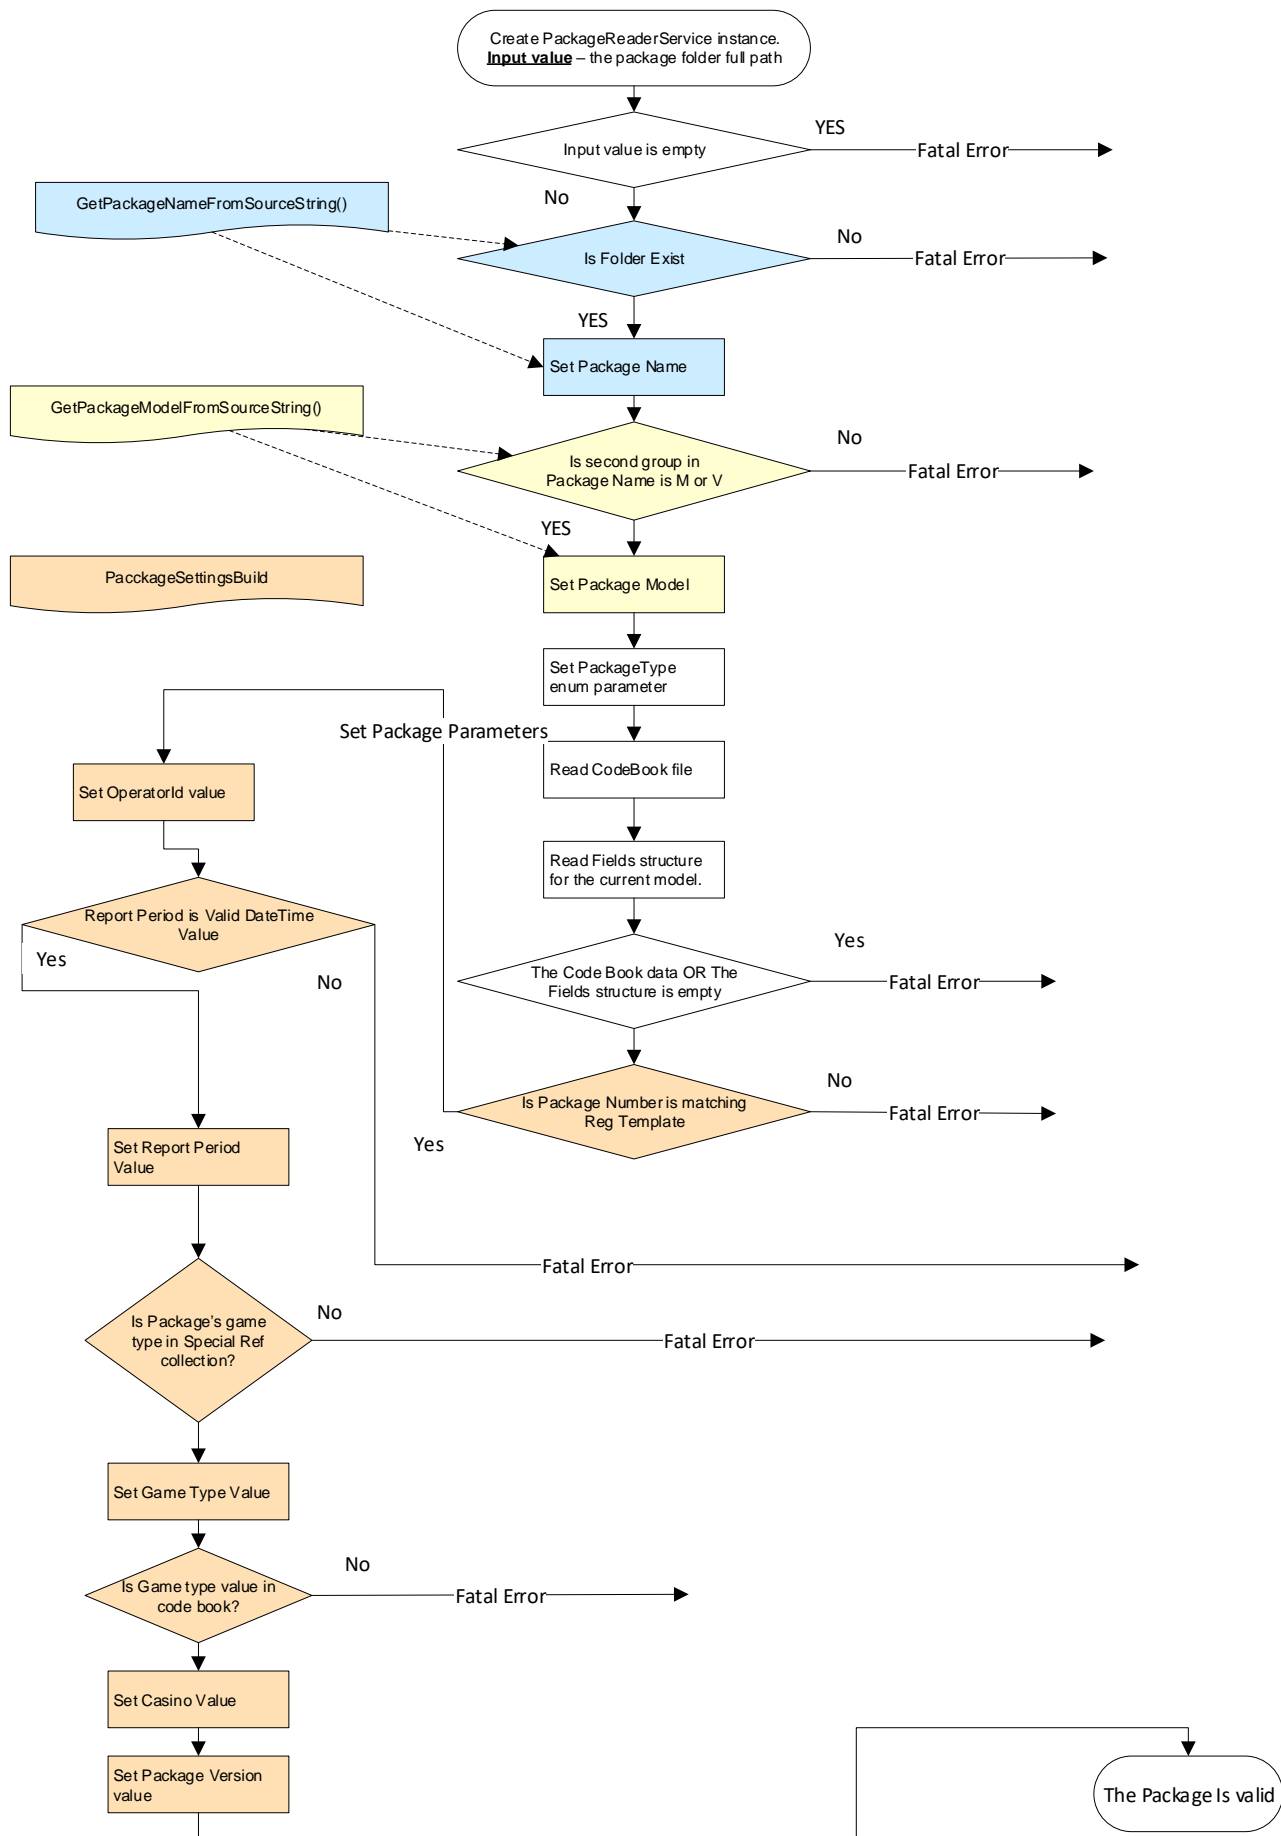 Create PackageReaderService instance.
Input value – the package folder full path
YES
Input value is empty
Fatal Error
No
GetPackageNameFromSourceString()
No
Is Folder Exist
Fatal Error
YES
Set Package Name
GetPackageModelFromSourceString()
No
Is second group in
Package Name is M or V
Fatal Error
YES
PacckageSettingsBuild
Set Package Model
Set PackageType
enum parameter
Set Package Parameters
Read CodeBook file
Set OperatorId value
Read Fields structure
for the current model.
Report Period is Valid DateTime
Value
Yes
No
Yes
The Code Book data OR The
Fields structure is empty
Fatal Error
No
Is Package Number is matching
Reg Template
Fatal Error
Yes
Set Report Period
Value
Fatal Error
No
Is Package’s game
type in Special Ref
collection?
Fatal Error
Set Game Type Value
No
Is Game type value in
code book?
Fatal Error
Set Casino Value
Set Package Version
value
The Package Is valid